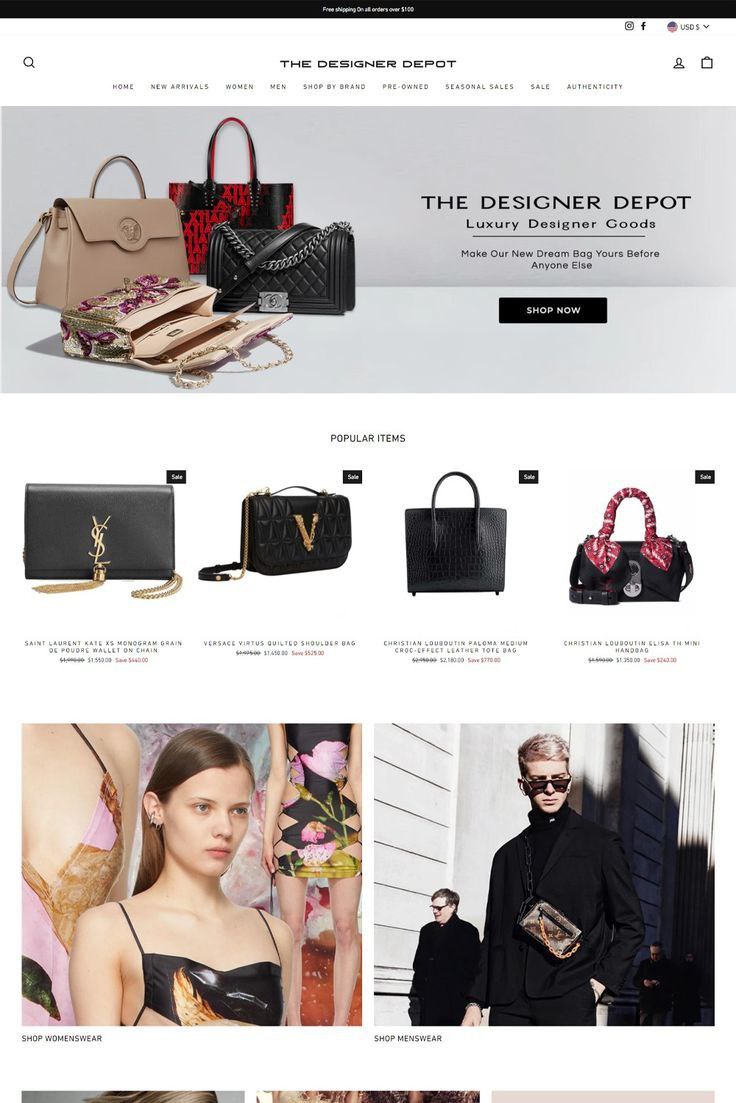 Free shipping On all orders over $100
USD $
THE DESIGNER DEPOT
HOME NEW ARRIVALS WOMEN MEN SHOP BY BRAND PRE-OWNED SEASONAL SALES SALE AUTHENTICITY
THE DESIGNER DEPOT
Luxury Designer Goods
Make Our New Dream Bag Yours Before
Anyone Else
SHOP NOW
POPULAR ITEMS
Sale
Sale
Sale
Sale
SAINT LAURENT KATE XS MONOGRAM GRAIN
DE POUDRE WALLET ON CHAIN
$1,990.00 $1,550.00 Save $440.00
VERSACE VIRTUS QUILTED SHOULDER BAG
$1,975.00 $1,450.00 Save $525.00
CHRISTIAN LOUBOUTIN PALOMA MEDIUM
CROC-EFFECT LEATHER TOTE BAG
$2,950.00 $2,180.00 Save $770.00
CHRISTIAN LOUBOUTIN ELISA TH MINI
HANDBAG
$1,590.00 $1,350.00 Save $240.00
SHOP WOMENSWEAR
SHOP MENSWEAR